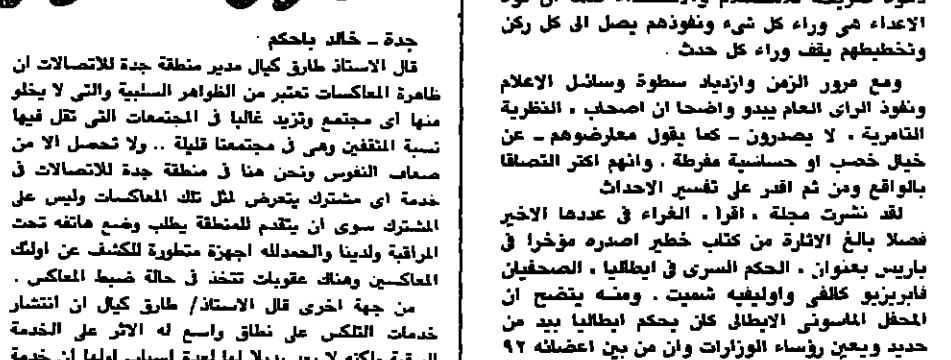 الاعداء هي وراء كل شيء ونفوذهم يصل الى كل ركن
وتخطيطهم يقف وراء كل حدث .
ومع مرور الزمن وازدياد سطوة وسائل الاعلام
ونفوذ الراى العام يبدو واضحا ان اصحاب ، النظرية
التامرية ، لا يصدرون ـ كما يقول معارضوهم ـ عن
خيال خصب او حساسية مفرطة ، وانهم اكثر التصاقا
بالواقع ومن ثم اقدر على تفسير الاحداث
لقد نشرت مجلة ، اقرا ، الغراء في عددها الاخير
فصلا بالغ الاثارة من كتاب خطير اصدره مؤخرا في
باريس بعنوان ، الحكم السرى في ايطاليا ، الصحفيان
فابريزيو كالفي واوليفيه شميت . ومنه يتضح ان
المحفل الماسونى الايطالى كان يحكم ايطاليا بيد من
حديد ويعين رؤساء الوزارات وان من بين اعضائه ٩٢
جدة ـ خالد باحكم .
قال الاستاذ طارق كيال مدير منطقة جدة للاتصالات ان
ظاهرة المعاكسات تعتبر من الظواهر السلبية والتى لا يخلو
منها اى مجتمع وتزيد غالبا في المجتمعات التى تقل فيها
نسبة المثقفين وهى في مجتمعنا قليلة .. ولا تحصل الا من
ضعاف النفوس ونحن هنا في منطقة جدة للاتصالات في
خدمة اى مشترك يتعرض لمثل تلك المعاكسات وليس على
المشترك سوى ان يتقدم للمنطقة يطلب وضع هاتفه تحت
المراقبة ولدينا والحمدلله اجهزة متطورة للكشف عن اولئك
المعاكسين وهناك عقوبات تتخذ في حالة ضبط المعاكس .
من جهة اخرى قال الاستاذ/ طارق كيال ان انتشار
خدمات التلكس على نطاق واسع له الاثر على الخدمة